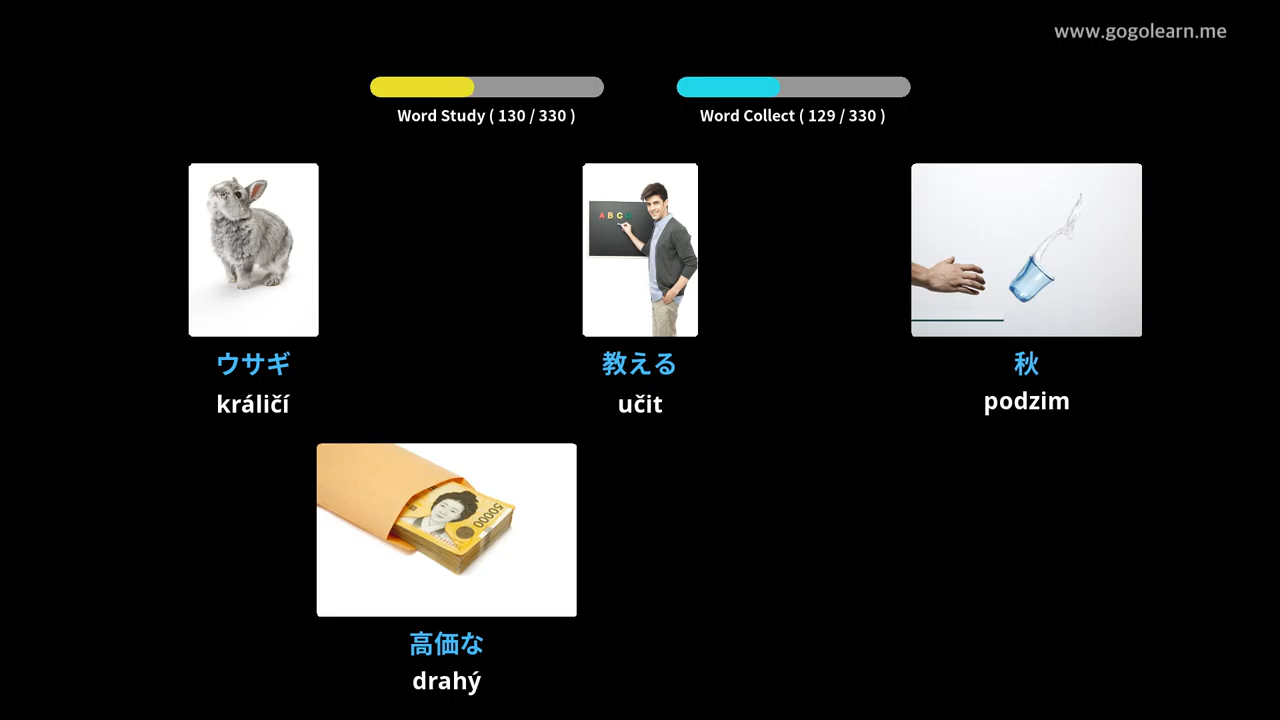 www.gogolearn.me
Word Study ( 130 / 330 )
Word Collect ( 129 / 330 )
A B C D
ウサギ
králičí
教える
učit
秋
podzim
50000
高価な
drahý